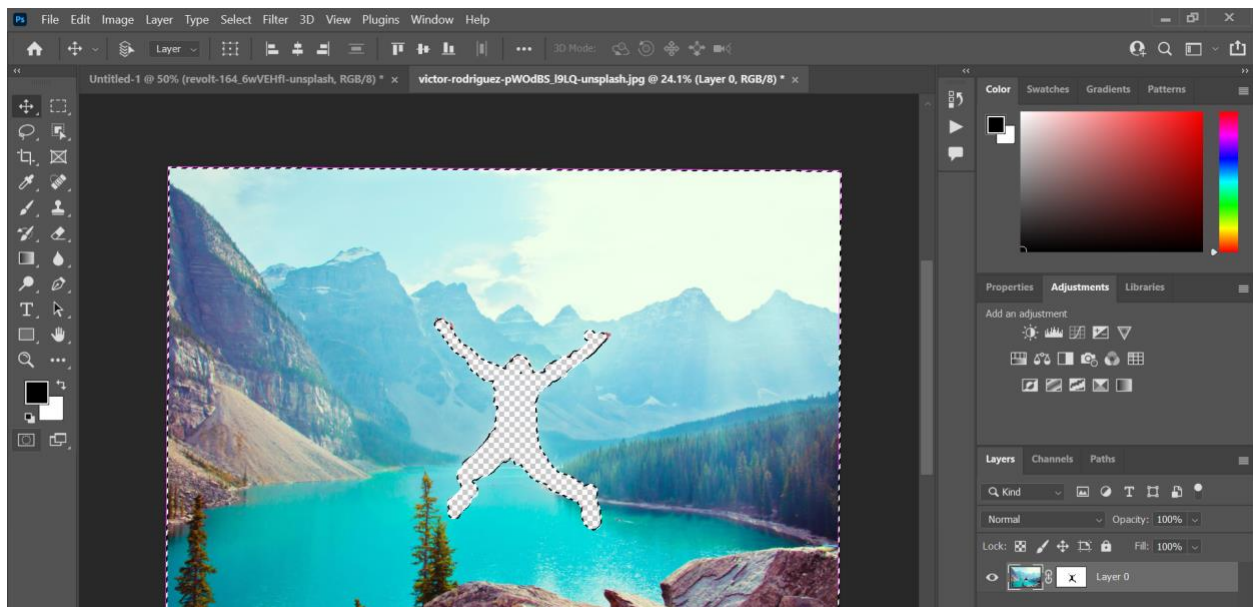 Ps File Edit Image Layer Type Select Filter 3D View Plugins Window Help
Layer 3D Mode:
Untitled-1 @ 50% (revolt-164_6wVEHfI-unsplash, RGB/8) * × victor-rodriguez-pWOdBS_l9LQ-unsplash.jpg @ 24.1% (Layer 0, RGB/8) * ×
Color Swatches Gradients Patterns
Properties Adjustments Libraries
Add an adjustment
Layers Channels Paths
Kind
Normal Opacity: 100%
Lock: Fill: 100%
Layer 0